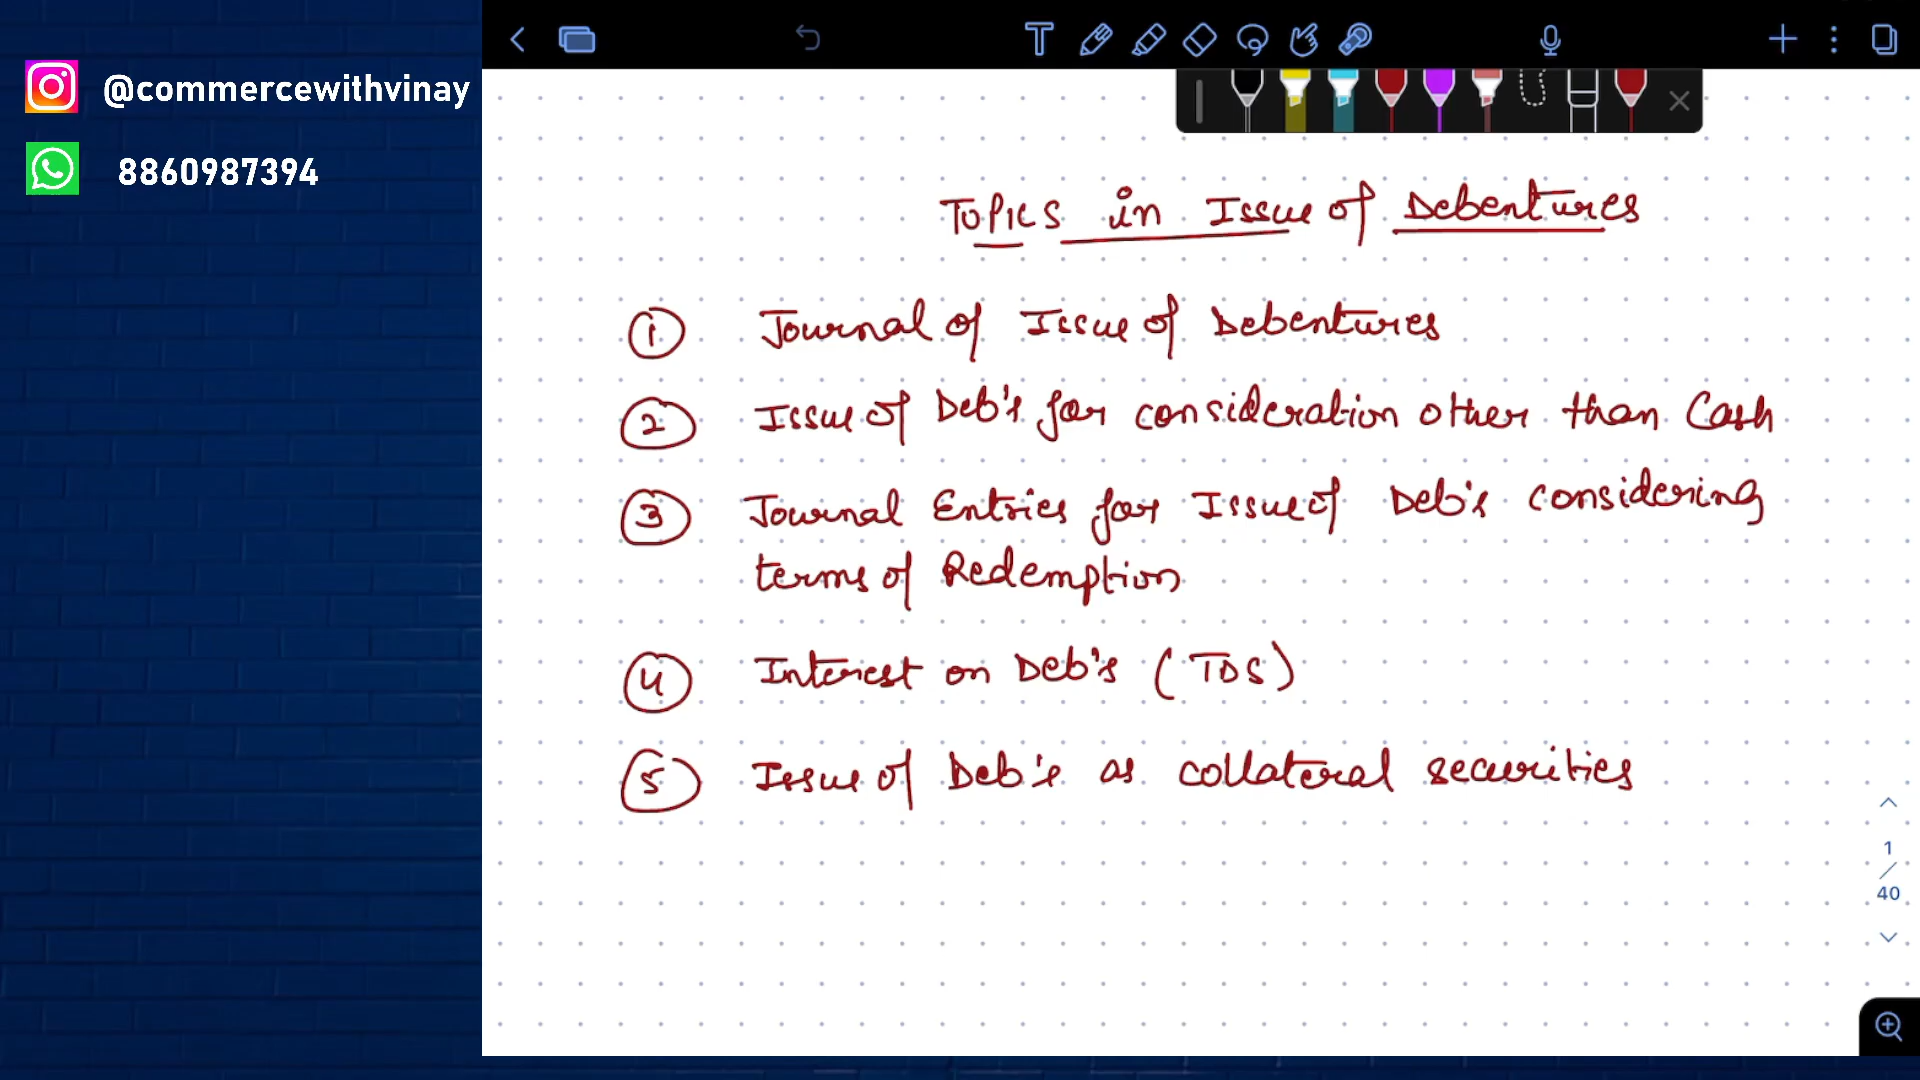 @commercewithvinay
8860987394
Topics in Issue of Debentures
1 Journal of Issue of Debentures
2 Issue of Deb's for consideration other than Cash
3 Journal Entries for Issue of Deb's considering
terms of Redemption
4 Interest on Deb's (TDS)
5 Issue of Deb's as collateral securities
1
/
40